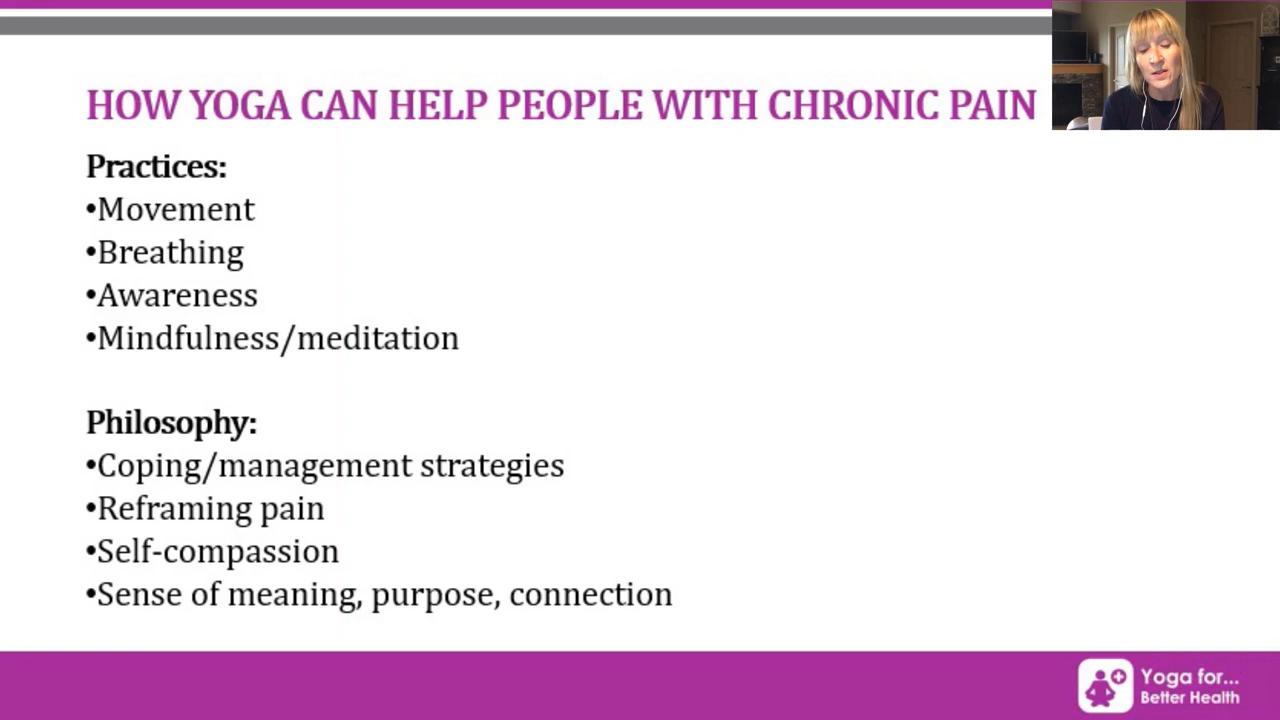 HOW YOGA CAN HELP PEOPLE WITH CHRONIC PAIN
Practices:
•Movement
•Breathing
•Awareness
•Mindfulness/meditation
Philosophy:
•Coping/management strategies
•Reframing pain
•Self-compassion
•Sense of meaning, purpose, connection
Yoga for...
Better Health